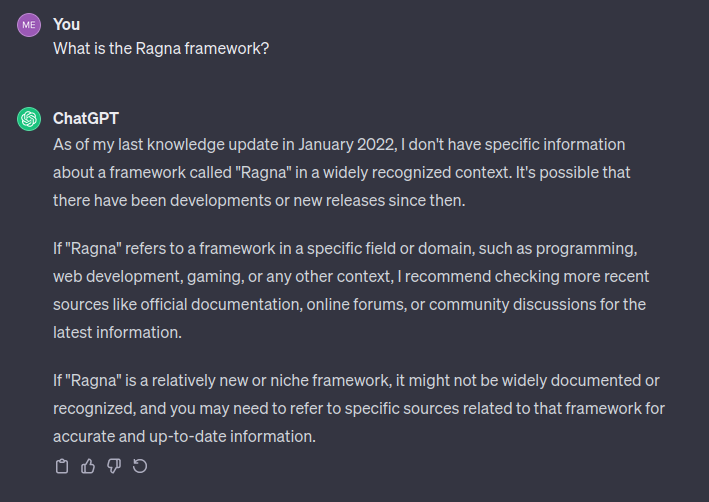 ME You
What is the Ragna framework?
ChatGPT
As of my last knowledge update in January 2022, I don't have specific information
about a framework called "Ragna" in a widely recognized context. It's possible that
there have been developments or new releases since then.
If "Ragna" refers to a framework in a specific field or domain, such as programming,
web development, gaming, or any other context, I recommend checking more recent
sources like official documentation, online forums, or community discussions for the
latest information.
If "Ragna" is a relatively new or niche framework, it might not be widely documented or
recognized, and you may need to refer to specific sources related to that framework for
accurate and up-to-date information.